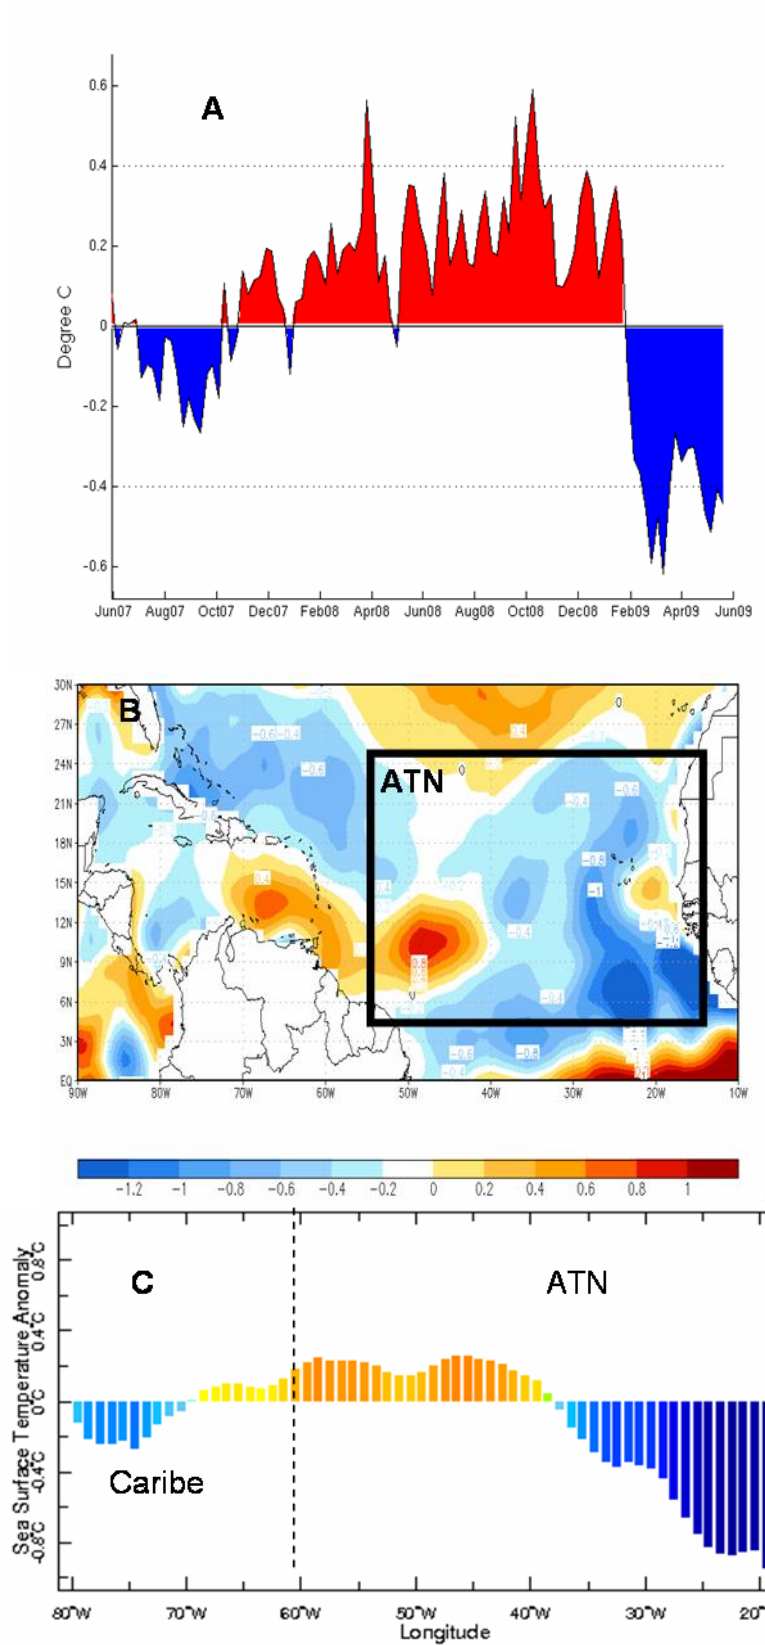 A
0.6
0.4
0.2
0
-0.2
-0.4
-0.6
Degree C
Jun07 Aug07 Oct07 Dec07 Feb08 Apr08 Jun08 Aug08 Oct08 Dec08 Feb09 Apr09 Jun09
B
ATN
30N
27N
24N
21N
18N
15N
12N
9N
6N
3N
EQ
90W 80W 70W 60W 50W 40W 30W 20W 10W
-1.2 -1 -0.8 -0.6 -0.4 -0.2 0 0.2 0.4 0.6 0.8 1
C
ATN
Caribe
Sea Surface Temperature Anomaly
0.8°C
0.4°C
0°C
-0.4°C
-0.8°C
80°W 70°W 60°W 50°W 40°W 30°W 20°
Longitude